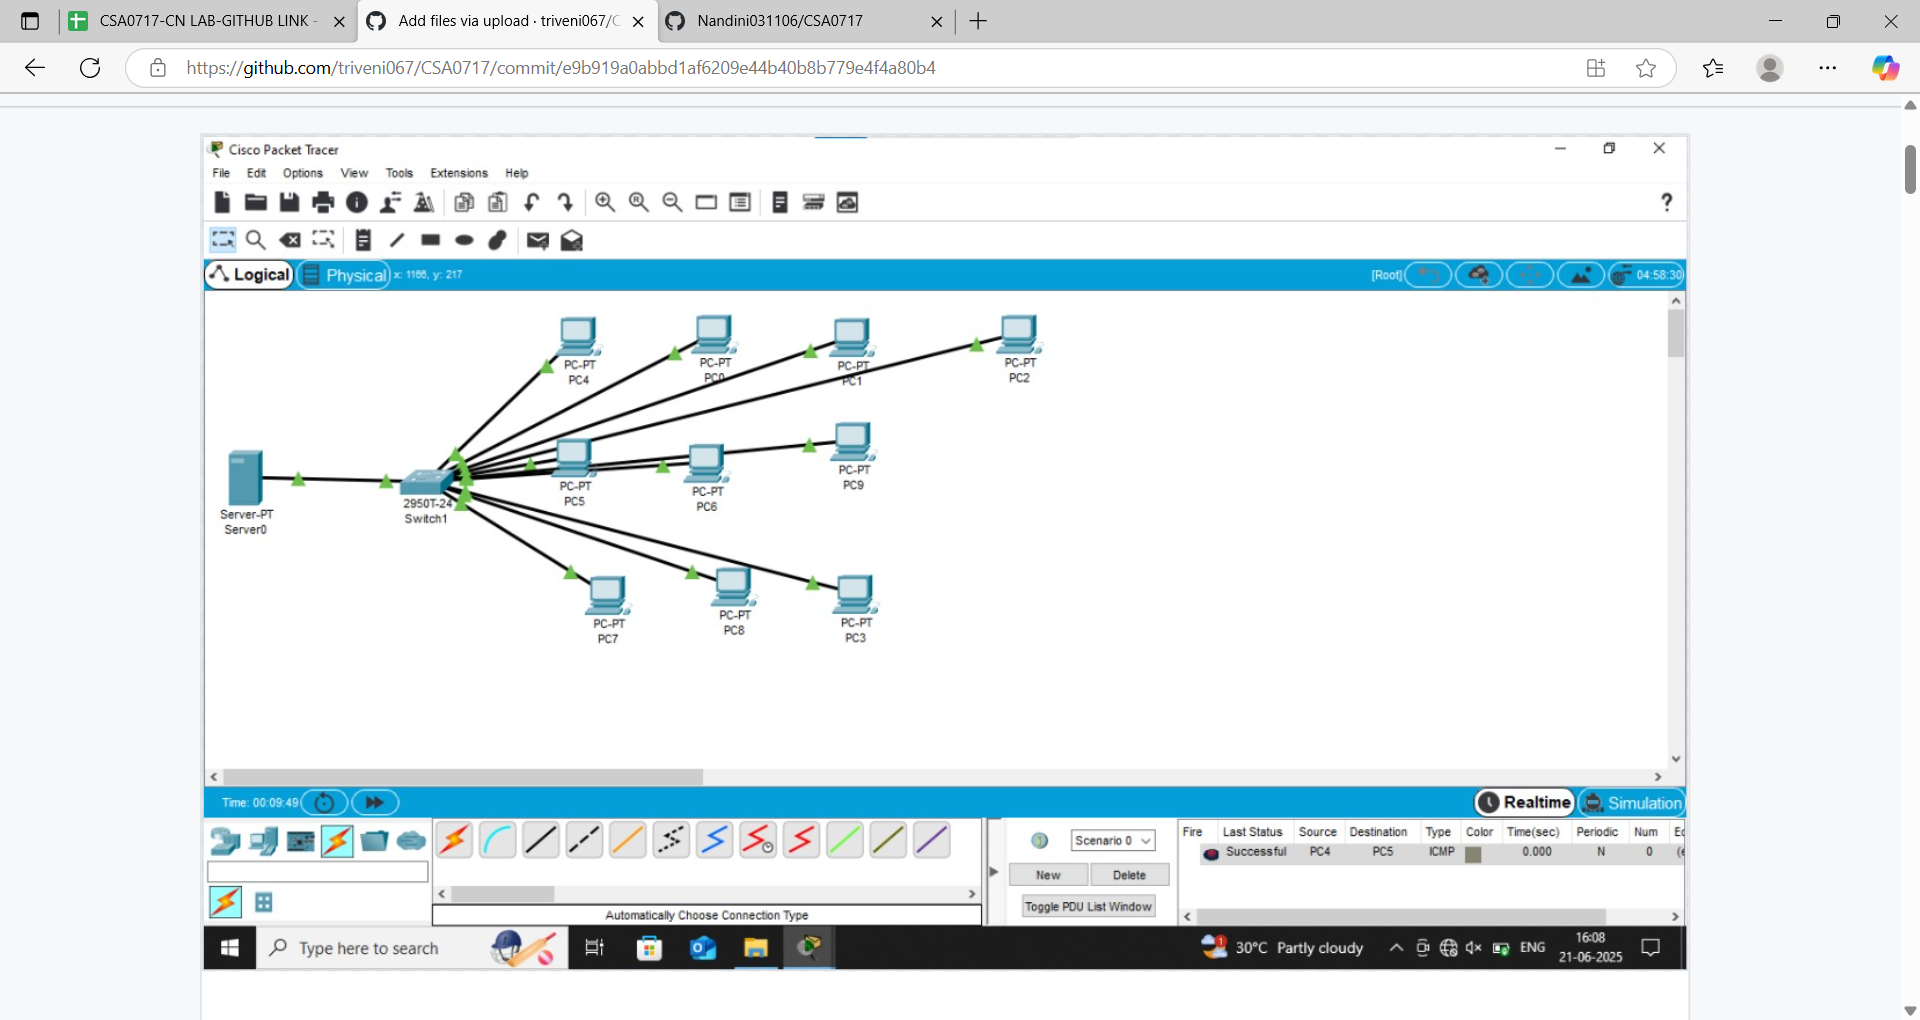 CSA0717-CN LAB-GITHUB LINK -
Add files via upload · triveni067/C
Nandini031106/CSA0717
https://github.com/triveni067/CSA0717/commit/e9b919a0abbd1af6209e44b40b8b779e4f4a80b4
Cisco Packet Tracer
File Edit Options View Tools Extensions Help
?
Logical Physical x: 1166, y: 217 [Root] 04:58:30
PC-PT
PC4
PC-PT
PC0
PC-PT
PC1
PC-PT
PC2
PC-PT
PC5
PC-PT
PC6
PC-PT
PC9
Server-PT
Server0
2950T-24
Switch1
PC-PT
PC7
PC-PT
PC8
PC-PT
PC3
Time: 00:09:49 Realtime Simulation
Scenario 0
New Delete
Toggle PDU List Window
Fire Last Status Source Destination Type Color Time(sec) Periodic Num Ed
Successful PC4 PC5 ICMP 0.000 N 0 (e
Automatically Choose Connection Type
Type here to search
1
30°C Partly cloudy
ENG
16:08
21-06-2025